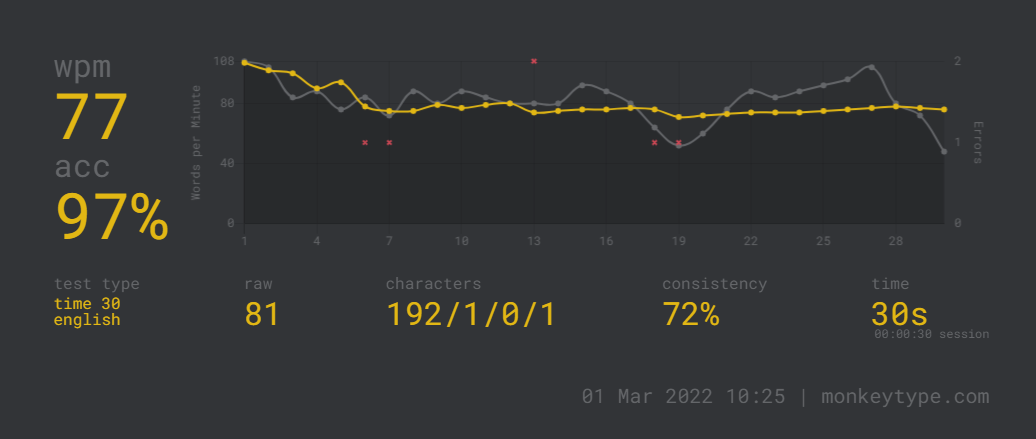 wpm
77
acc
97%
Words per Minute
108
80
40
0
1 4 7 10 13 16 19 22 25 28
2
1
0
Errors
test type
time 30
english
raw
81
characters
192/1/0/1
consistency
72%
time
30s
00:00:30 session
01 Mar 2022 10:25 | monkeytype.com